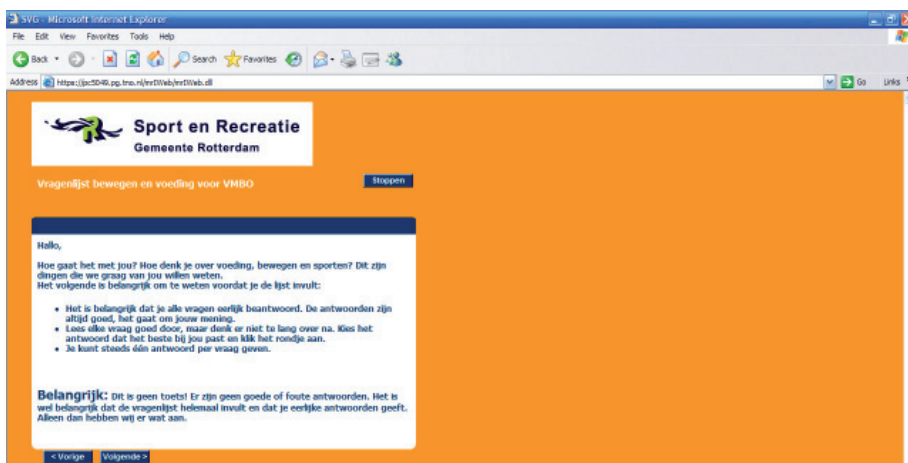 SVG - Microsoft Internet Explorer
File Edit View Favorites Tools Help
Back Search Favorites
Address https://pc5049.pg.tno.nl/mrIWeb/mrIWeb.dll Go Links
Sport en Recreatie
Gemeente Rotterdam
Vragenlijst bewegen en voeding voor VMBO Stoppen
Hallo,
Hoe gaat het met jou? Hoe denk je over voeding, bewegen en sporten? Dit zijn
dingen die we graag van jou willen weten.
Het volgende is belangrijk om te weten voordat je de lijst invult:
• Het is belangrijk dat je alle vragen eerlijk beantwoord. De antwoorden zijn
altijd goed, het gaat om jouw mening.
• Lees elke vraag goed door, maar denk er niet te lang over na. Kies het
antwoord dat het beste bij jou past en klik het rondje aan.
• Je kunt steeds één antwoord per vraag geven.
Belangrijk: Dit is geen toets! Er zijn geen goede of foute antwoorden. Het is
wel belangrijk dat de vragenlijst helemaal invult en dat je eerlijke antwoorden geeft.
Alleen dan hebben wij er wat aan.
< Vorige Volgende >